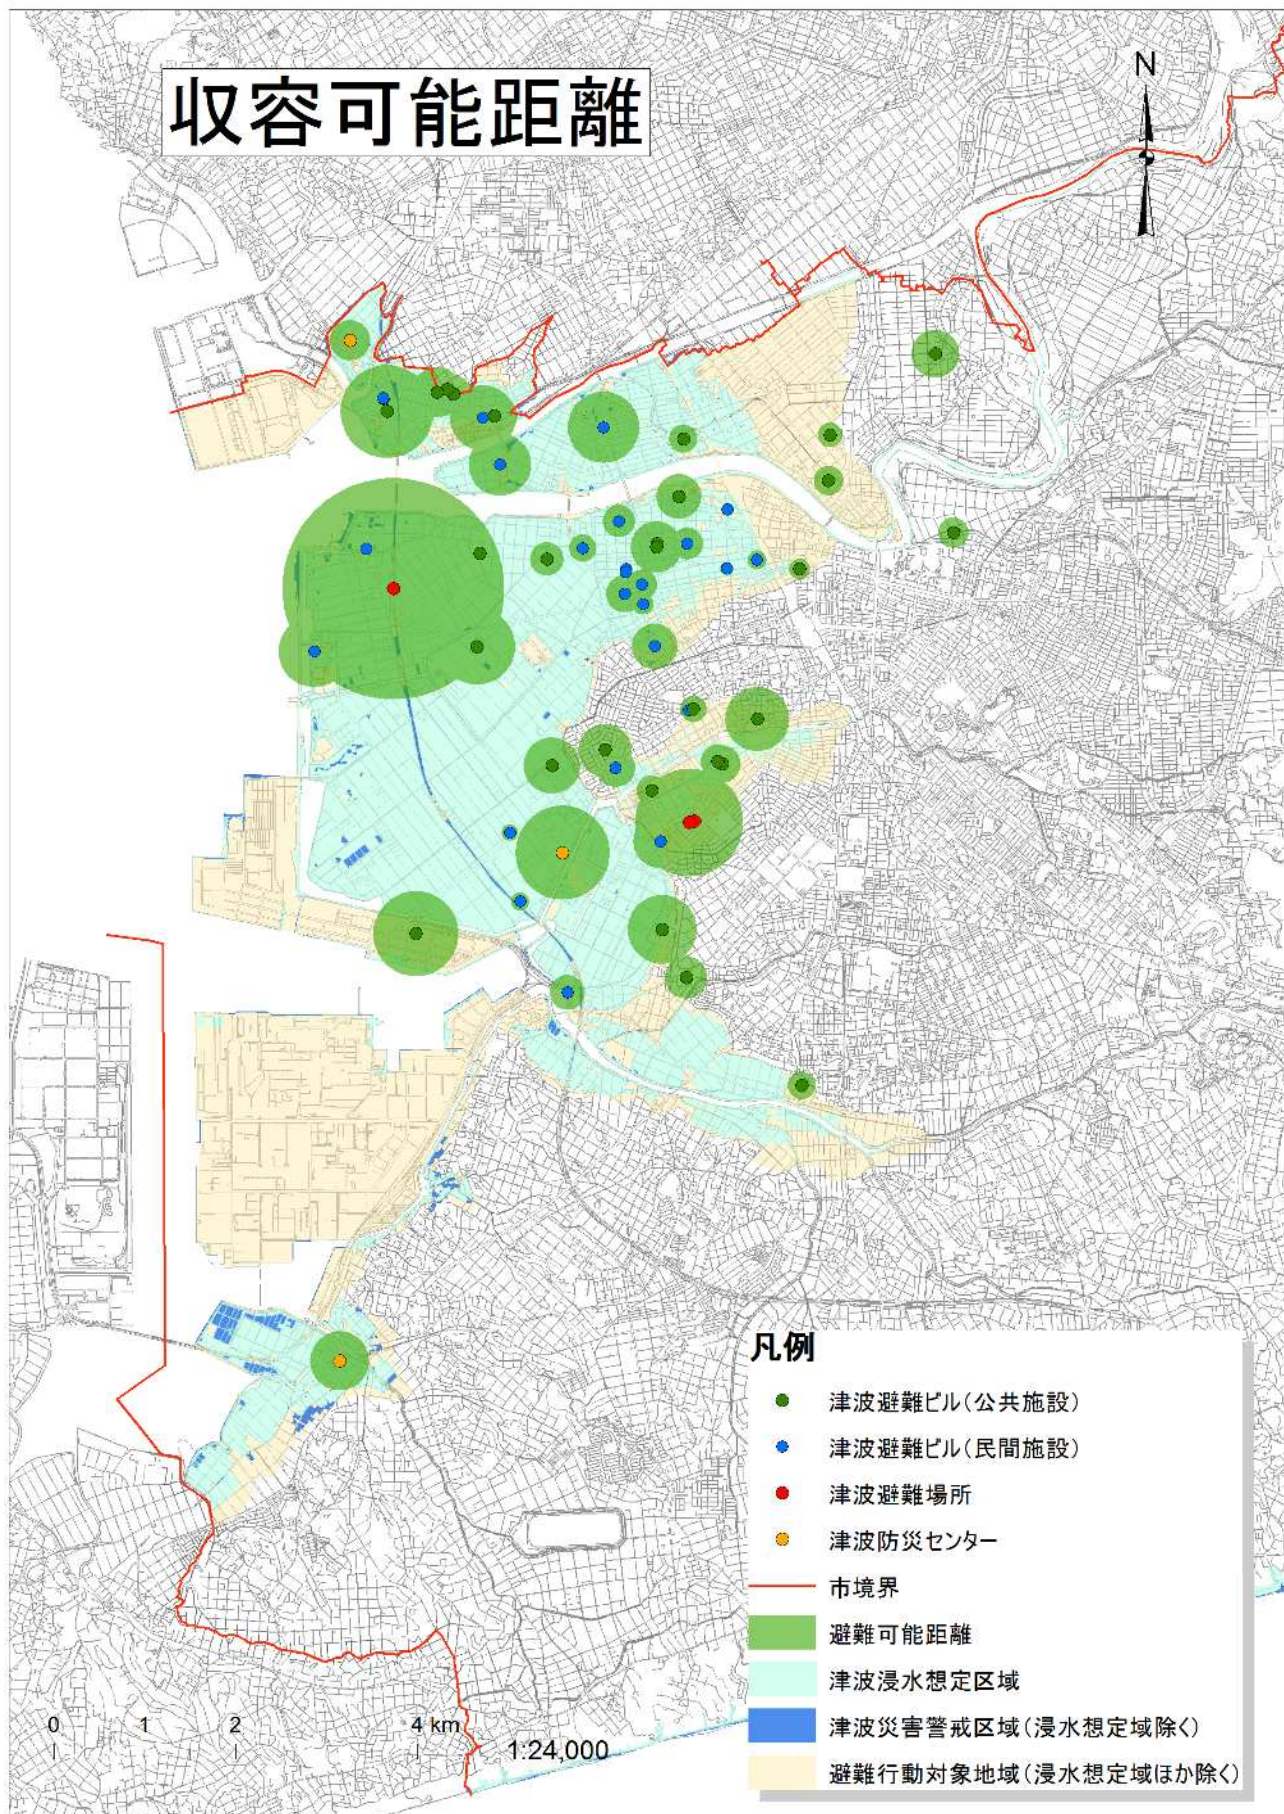 収容可能距離
N
凡例
津波避難ビル(公共施設)
津波避難ビル(民間施設)
津波避難場所
津波防災センター
市境界
避難可能距離
津波浸水想定区域
津波災害警戒区域(浸水想定域除く)
避難行動対象地域(浸水想定域ほか除く)
0 1 2 4 km
1:24,000